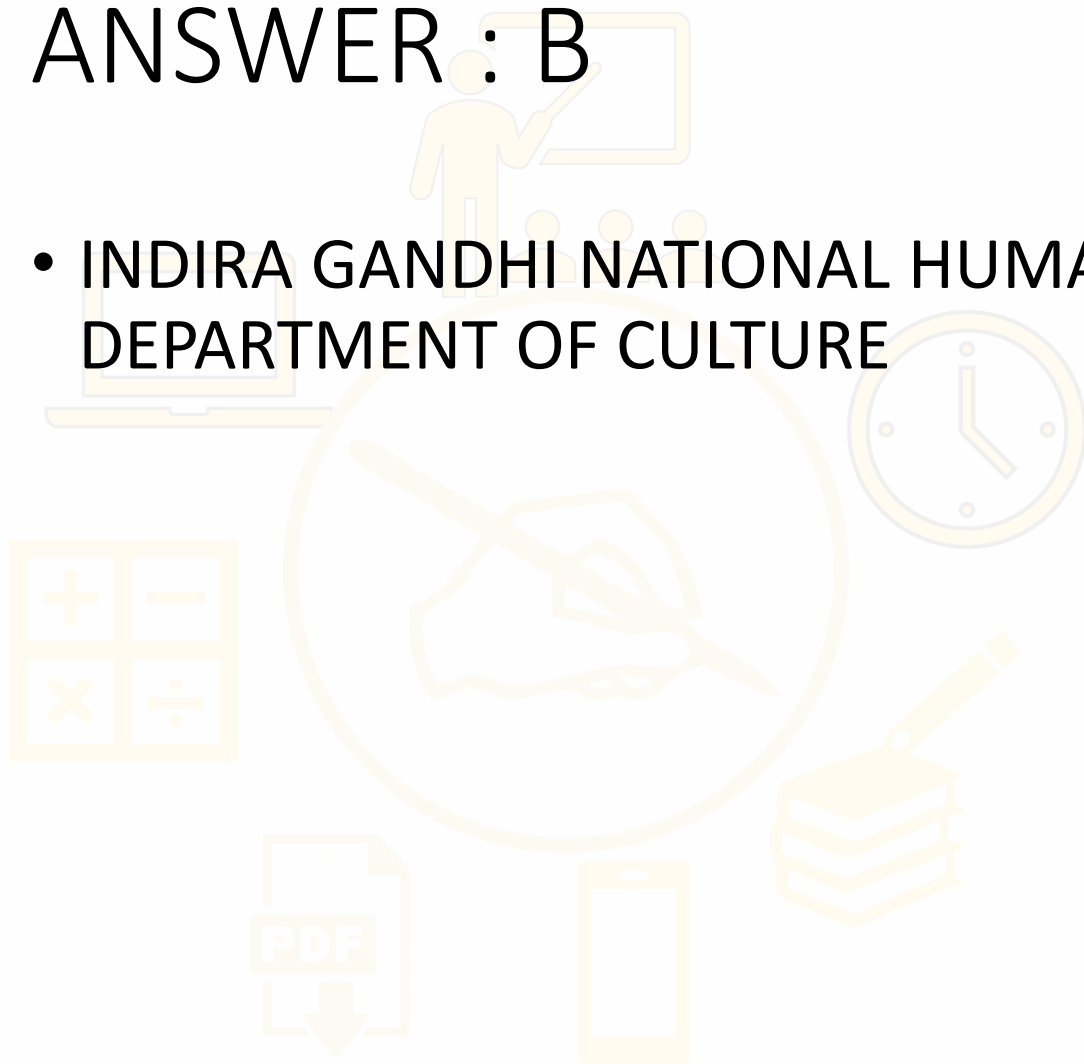 ANSWER : B
• INDIRA GANDHI NATIONAL HUMA
DEPARTMENT OF CULTURE
PDF